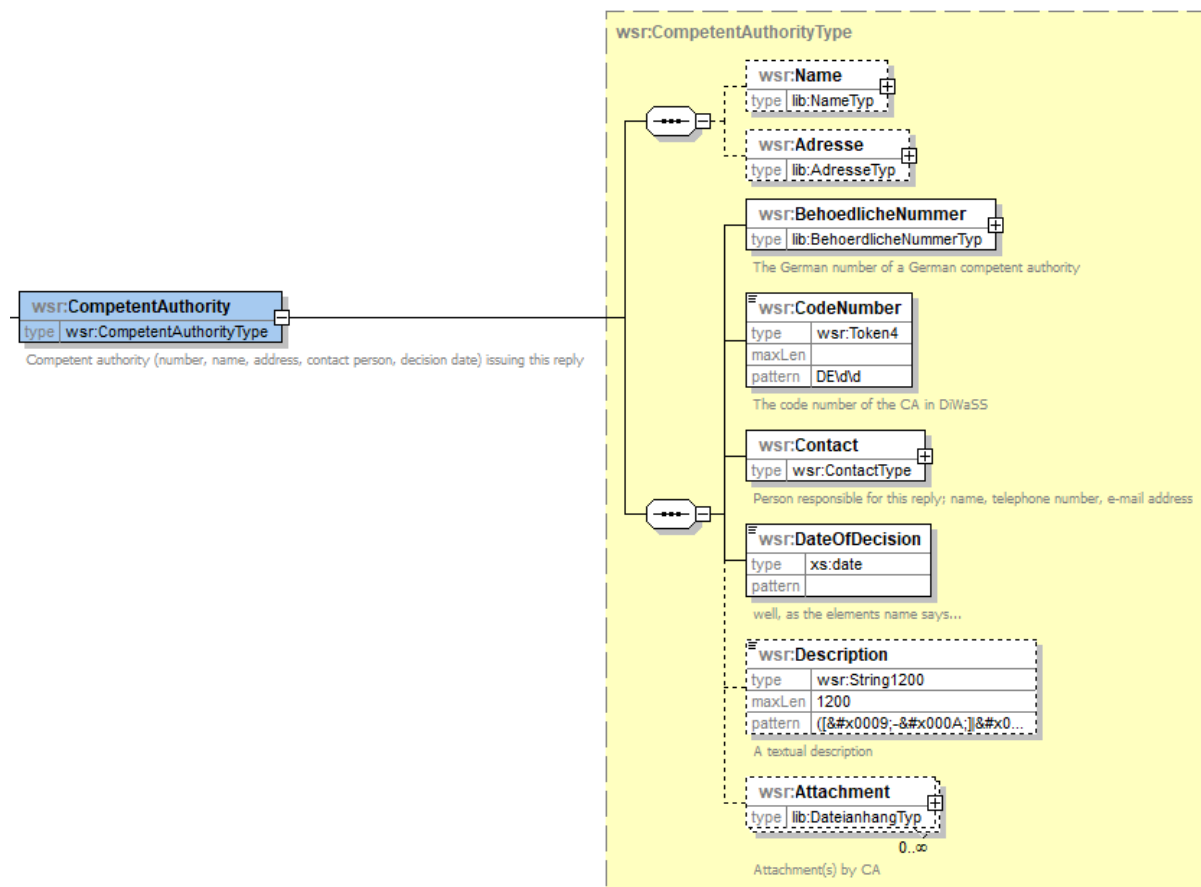 wsr:CompetentAuthorityType
wsr:Name
type lib:NameTyp
wsr:Adresse
type lib:AdresseTyp
wsr:BehoedlicheNummer
type lib:BehoerdlicheNummerTyp
The German number of a German competent authority
wsr:CompetentAuthority
type wsr:CompetentAuthorityType
Competent authority (number, name, address, contact person, decision date) issuing this reply
wsr:CodeNumber
type wsr:Token4
maxLen
pattern DE\d\d
The code number of the CA in DiWaSS
wsr:Contact
type wsr:ContactType
Person responsible for this reply; name, telephone number, e-mail address
wsr:DateOfDecision
type xs:date
pattern
well, as the elements name says...
wsr:Description
type wsr:String1200
maxLen 1200
pattern ([&#x0009;-&#x000A;]|&#x0...
A textual description
wsr:Attachment
type lib:DateianhangTyp
0..∞
Attachment(s) by CA